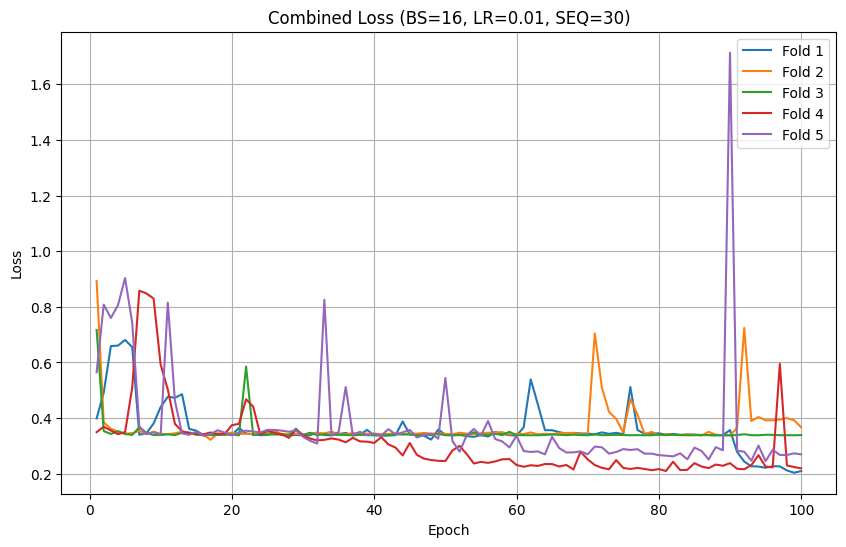 Combined Loss (BS=16, LR=0.01, SEQ=30)
Fold 1
Fold 2
Fold 3
Fold 4
Fold 5
Loss
1.6
1.4
1.2
1.0
0.8
0.6
0.4
0.2
0 20 40 60 80 100
Epoch